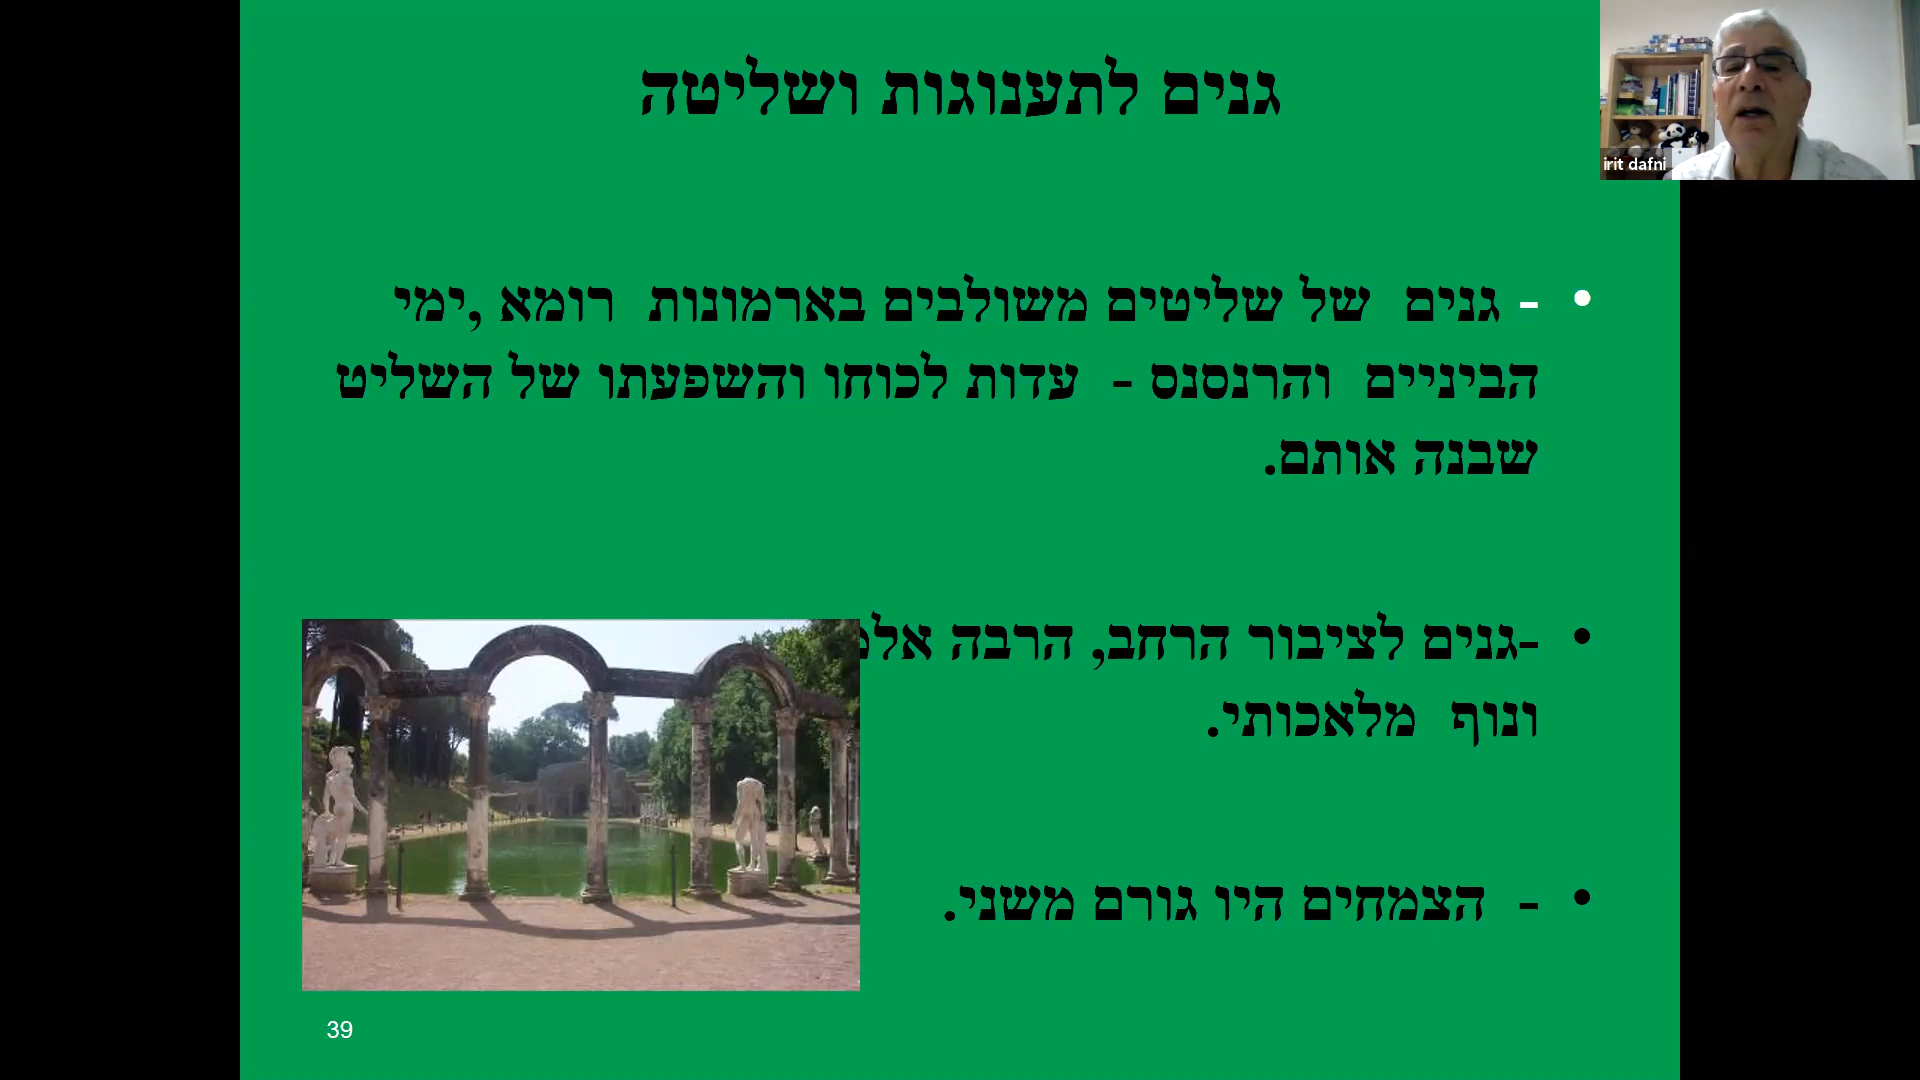 גנים לתענוגות ושליטה
irit dafni
• - גנים של שליטים משולבים בארמונות רומא ,ימי
הביניים והרנסנס - עדות לכוחו והשפעתו של השליט
שבנה אותם.
• -גנים לציבור הרחב, הרבה
ונוף מלאכותי.
• - הצמחים היו גורם משני.
39